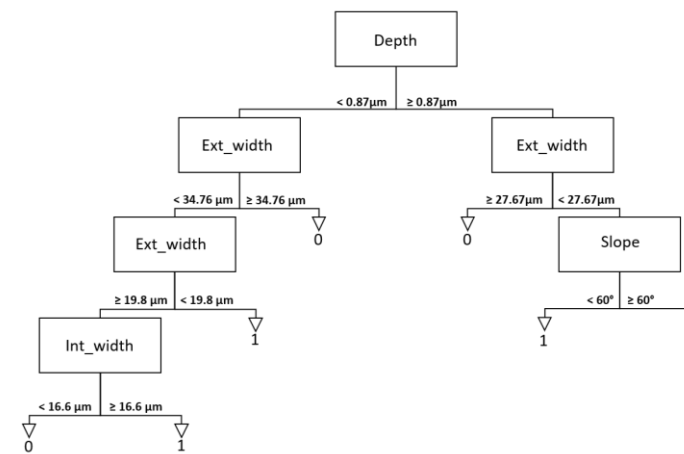 Depth
< 0.87µm ≥ 0.87µm
Ext_width Ext_width
< 34.76 µm ≥ 34.76 µm ≥ 27.67µm < 27.67µm
0 0
Ext_width Slope
≥ 19.8 µm < 19.8 µm < 60° ≥ 60°
1 1
Int_width
< 16.6 µm ≥ 16.6 µm
0 1